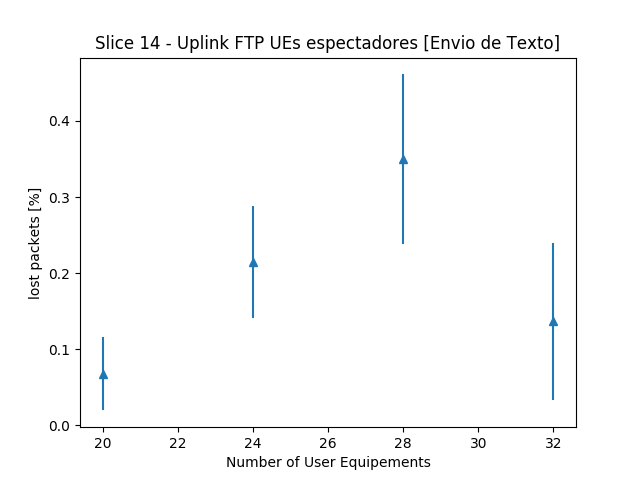 Slice 14 - Uplink FTP UEs espectadores [Envio de Texto]
0.4
0.3
0.2
0.1
0.0
lost packets [%]
20 22 24 26 28 30 32
Number of User Equipements